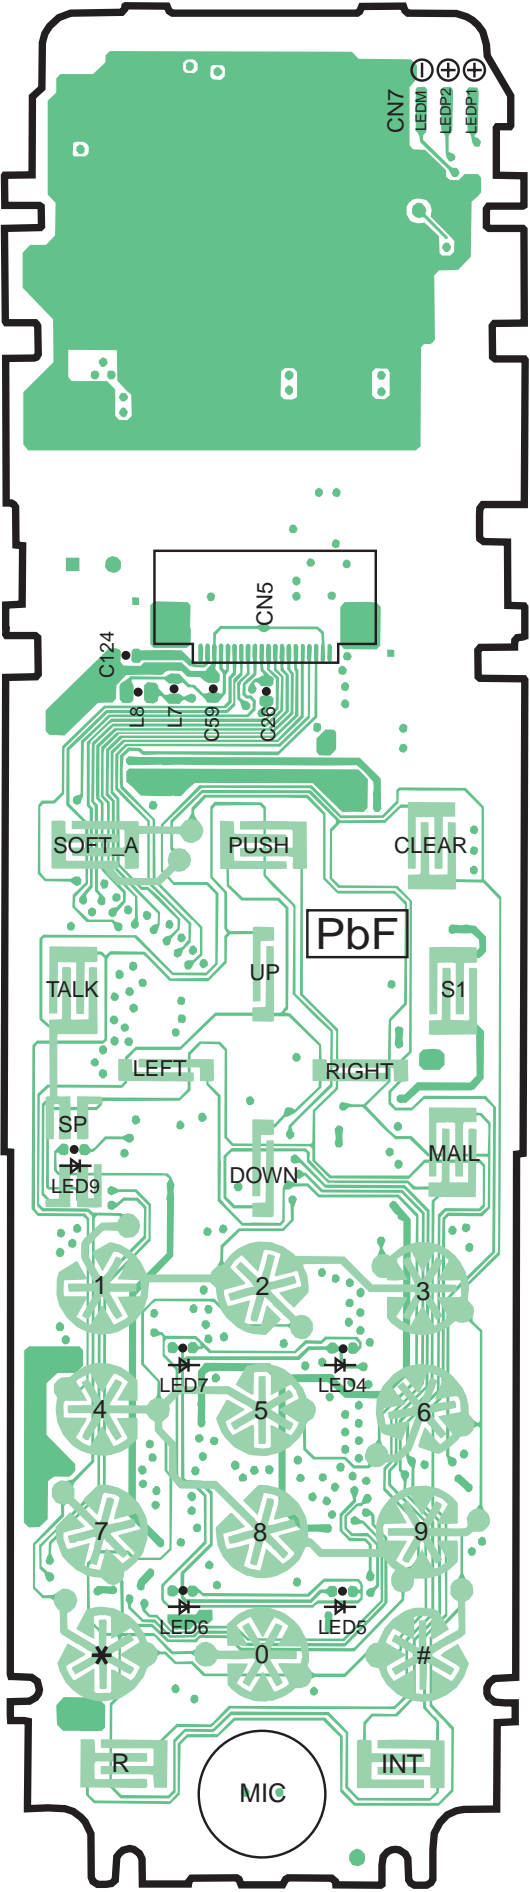 CN7
LEDM
LEDP2
LEDP1
CN5
C124
L8
L7
C59
C26
SOFT_A
PUSH
CLEAR
PbF
TALK
UP
S1
LEFT
RIGHT
SP
LED9
DOWN
MAIL
1
2
3
LED7
LED4
4
5
6
7
8
9
LED6
LED5
*
0
#
R
INT
MIC